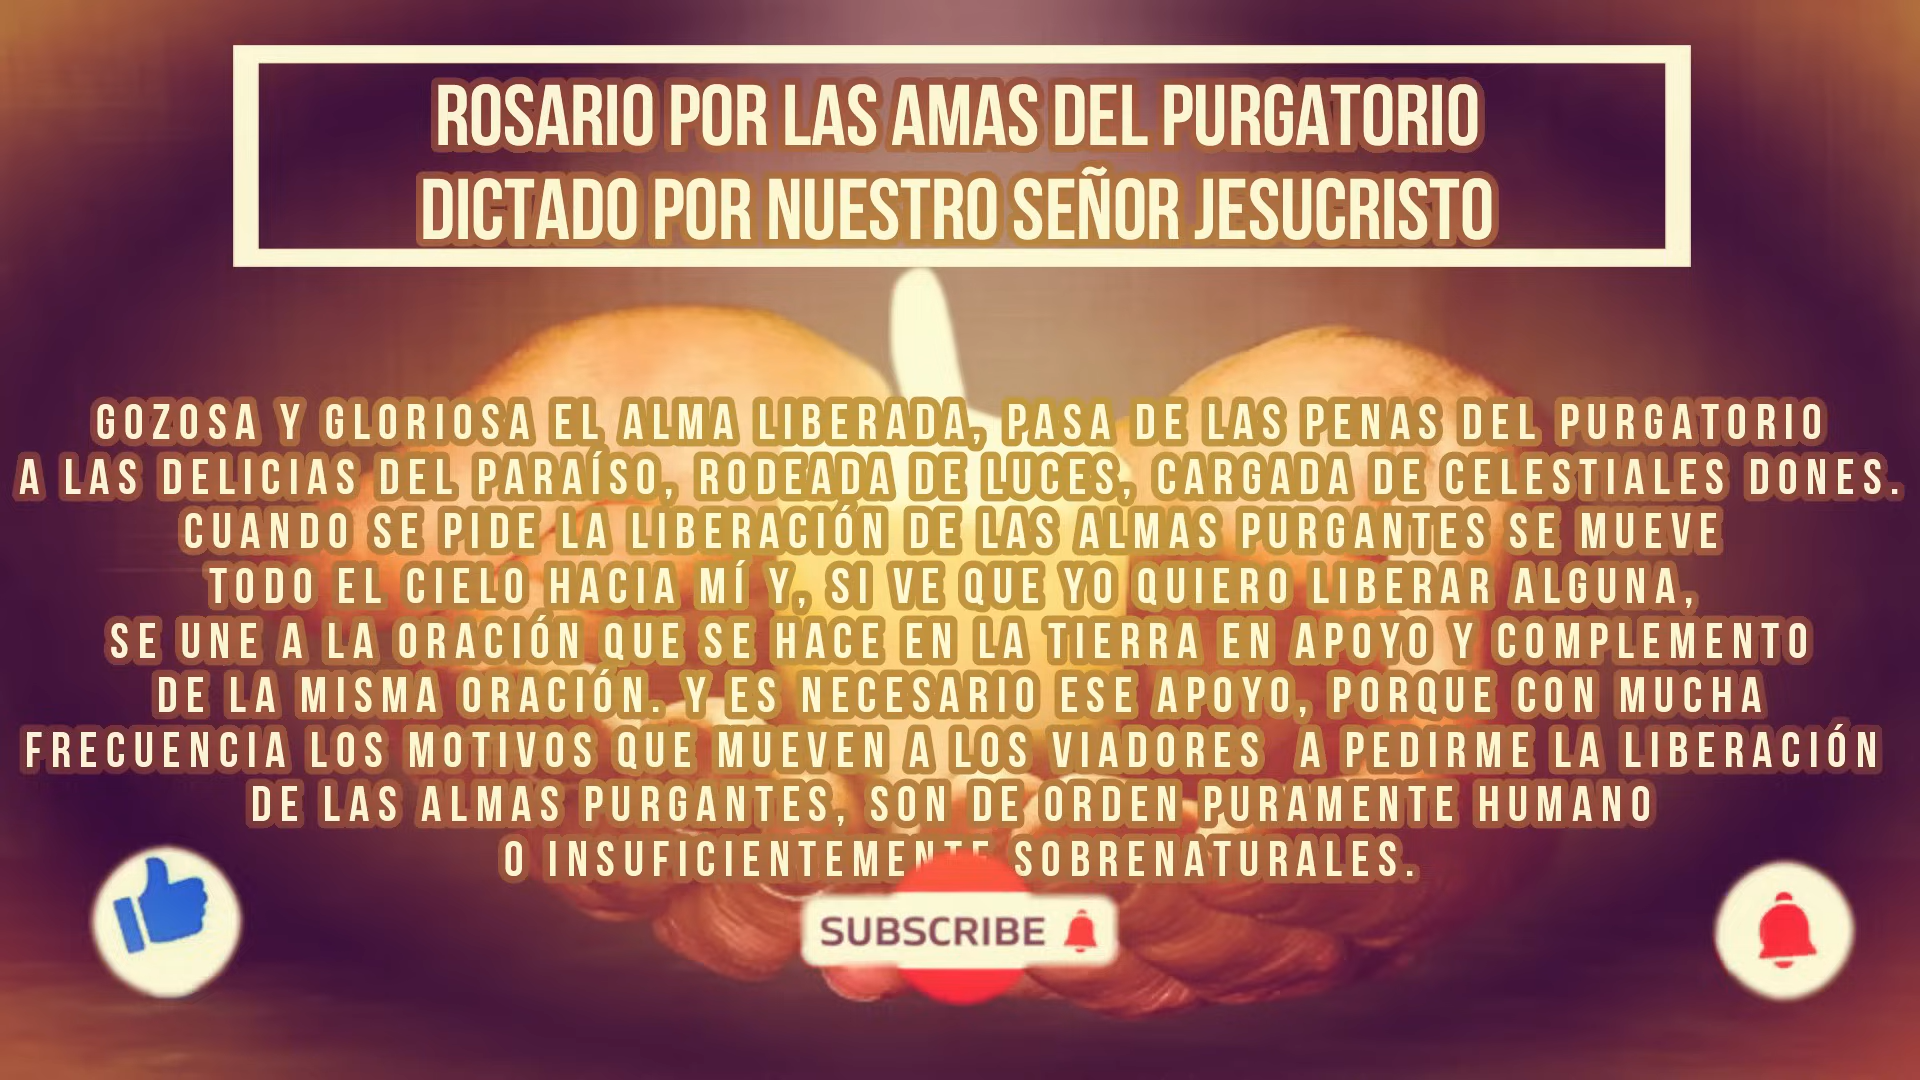 ROSARIO POR LAS AMAS DEL PURGATORIO
DICTADO POR NUESTRO SEÑOR JESUCRISTO
GOZOSA Y GLORIOSA EL ALMA LIBERADA, PASA DE LAS PENAS DEL PURGATORIO
A LAS DELICIAS DEL PARAÍSO, RODEADA DE LUCES, CARGADA DE CELESTIALES DONES.
CUANDO SE PIDE LA LIBERACIÓN DE LAS ALMAS PURGANTES SE MUEVE
TODO EL CIELO HACIA MÍ Y, SI VE QUE YO QUIERO LIBERAR ALGUNA,
SE UNE A LA ORACIÓN QUE SE HACE EN LA TIERRA EN APOYO Y COMPLEMENTO
DE LA MISMA ORACIÓN. Y ES NECESARIO ESE APOYO, PORQUE CON MUCHA
FRECUENCIA LOS MOTIVOS QUE MUEVEN A LOS VIADORES A PEDIRME LA LIBERACIÓN
DE LAS ALMAS PURGANTES, SON DE ORDEN PURAMENTE HUMANO
O INSUFICIENTEMENTE SOBRENATURALES.
SUBSCRIBE